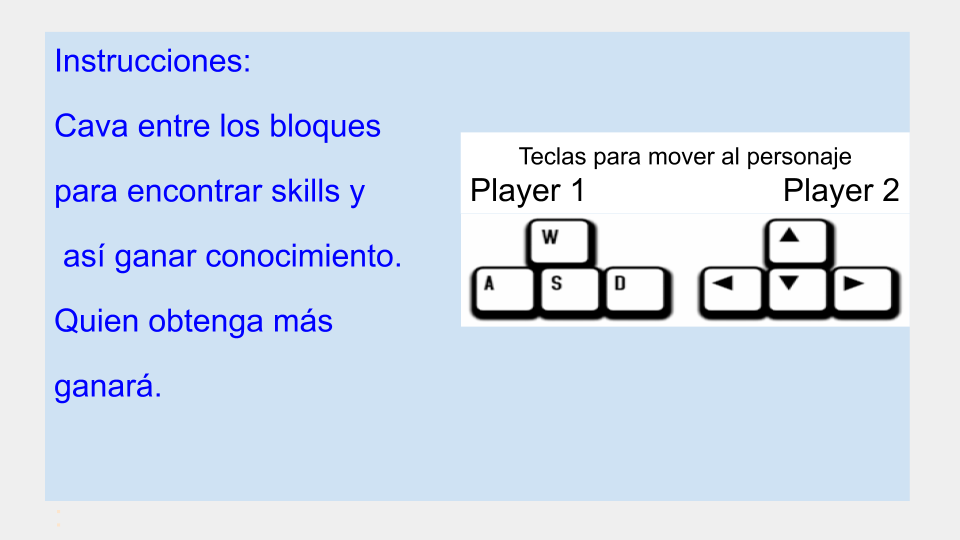 Instrucciones:
Cava entre los bloques
para encontrar skills y
así ganar conocimiento.
Quien obtenga más
ganará.
Teclas para mover al personaje
Player 1 Player 2
W
A S D